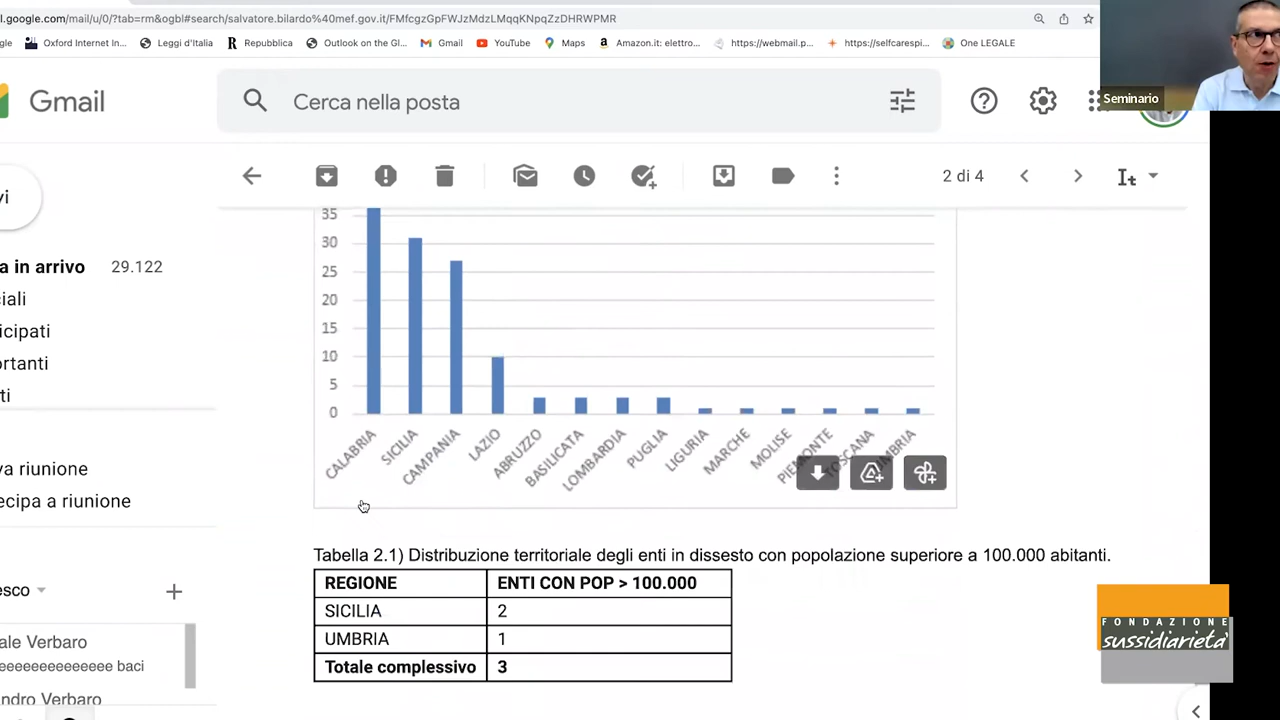 l.google.com/mail/u/0/?tab=rm&ogbl#search/salvatore.bilardo%40mef.gov.it/FMfcgzGpFWJzMdzLMqqKNpqZzDHRWPMR
gle Oxford Internet In... Leggi d'Italia Repubblica Outlook on the Gl... Gmail YouTube Maps Amazon.it: elettro... https://webmail.p... https://selfcarespi... One LEGALE
Seminario
Gmail
Cerca nella posta
2 di 4
vi
a in arrivo 29.122
iali
icipati
ortanti
ti
va riunione
ecipa a riunione
esco
ale Verbaro
eeeeeeeeeeeeee baci
ndro Verbaro
35
30
25
20
15
10
5
0
CALABRIA
SICILIA
CAMPANIA
LAZIO
ABRUZZO
BASILICATA
LOMBARDIA
PUGLIA
LIGURIA
MARCHE
MOLISE
PIEMONTE
TOSCANA
UMBRIA
Tabella 2.1) Distribuzione territoriale degli enti in dissesto con popolazione superiore a 100.000 abitanti.
REGIONE ENTI CON POP > 100.000
SICILIA 2
UMBRIA 1
Totale complessivo 3
FONDAZIONE
sussidiarietà